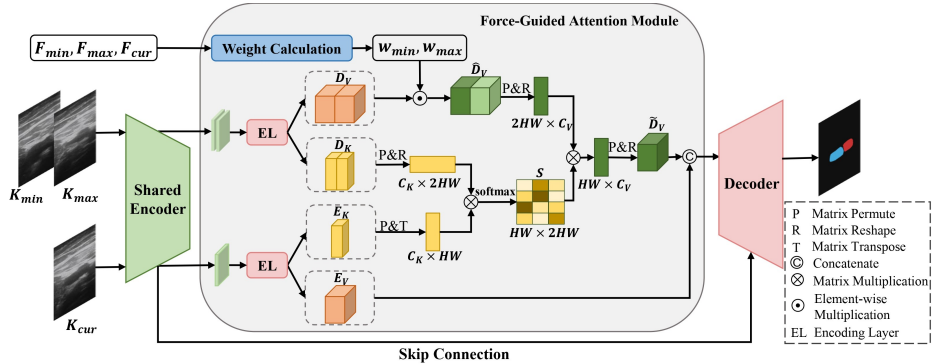 Force-Guided Attention Module
F_min, F_max, F_cur
Weight Calculation
w_min, w_max
D_V
D̂_V
P&R
2HW × C_V
D̃_V
P&R
HW × C_V
EL
D_K
P&R
C_K × 2HW
softmax
S
HW × 2HW
K_min
K_max
Shared
Encoder
Decoder
E_K
P&T
C_K × HW
EL
E_V
K_cur
Skip Connection
P Matrix Permute
R Matrix Reshape
T Matrix Transpose
© Concatenate
⊗ Matrix Multiplication
⊙ Element-wise
Multiplication
EL Encoding Layer